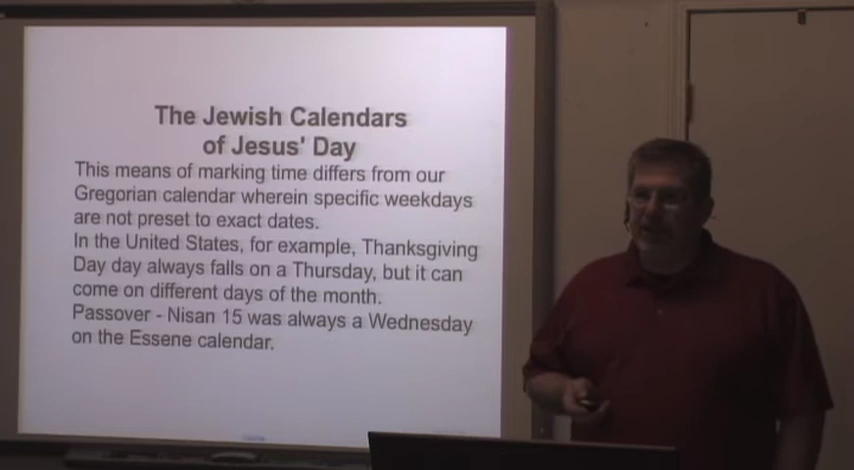 The Jewish Calendars
of Jesus' Day
This means of marking time differs from our
Gregorian calendar wherein specific weekdays
are not preset to exact dates.
In the United States, for example, Thanksgiving
Day day always falls on a Thursday, but it can
come on different days of the month.
Passover - Nisan 15 was always a Wednesday
on the Essene calendar.